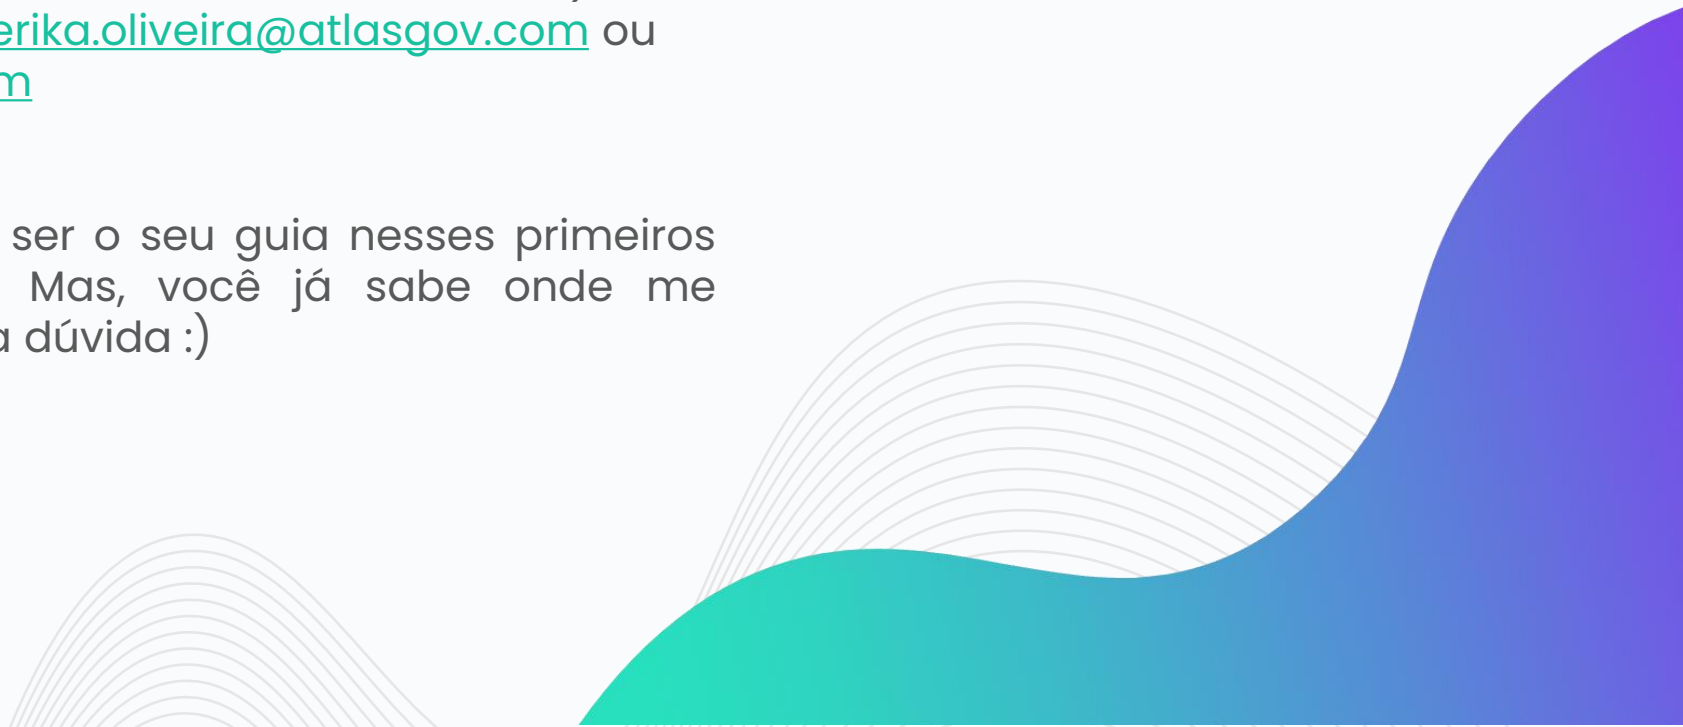 erika.oliveira@atlasgov.com ou
m
ser o seu guia nesses primeiros
Mas, você já sabe onde me
a dúvida :)